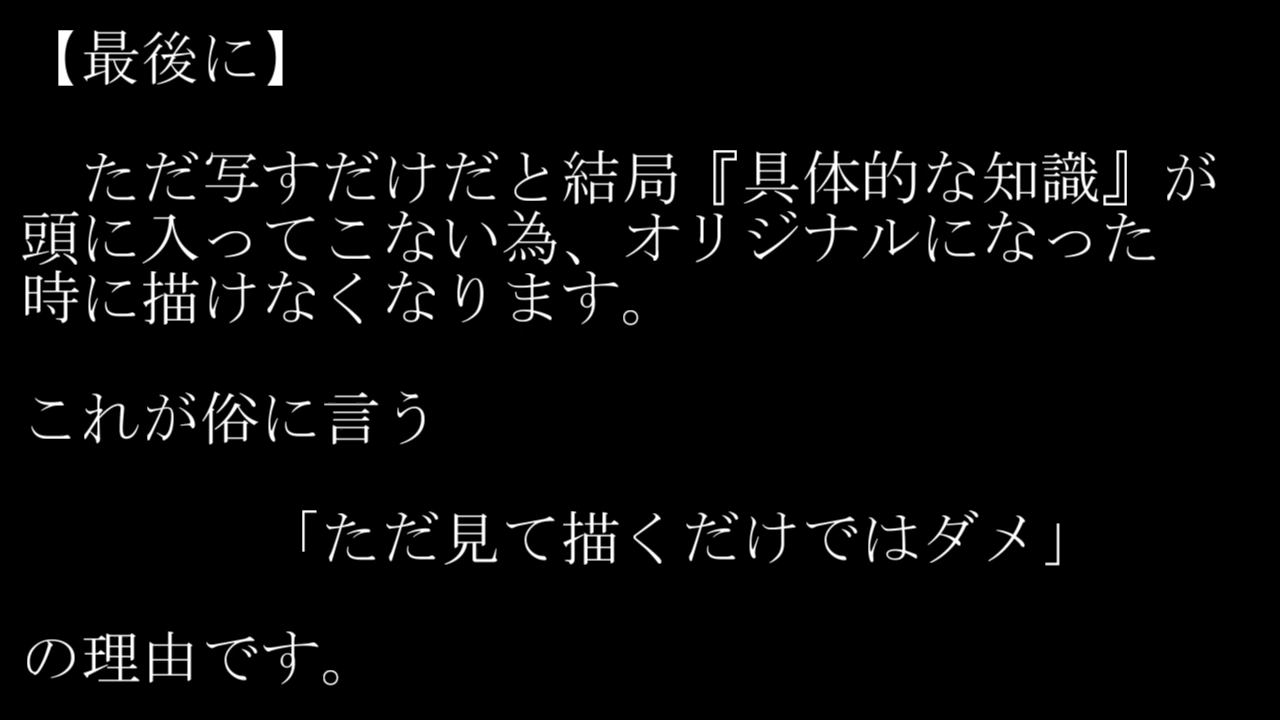 【最後に】
ただ写すだけだと結局『具体的な知識』が
頭に入ってこない為、オリジナルになった
時に描けなくなります。
これが俗に言う
「ただ見て描くだけではダメ」
の理由です。